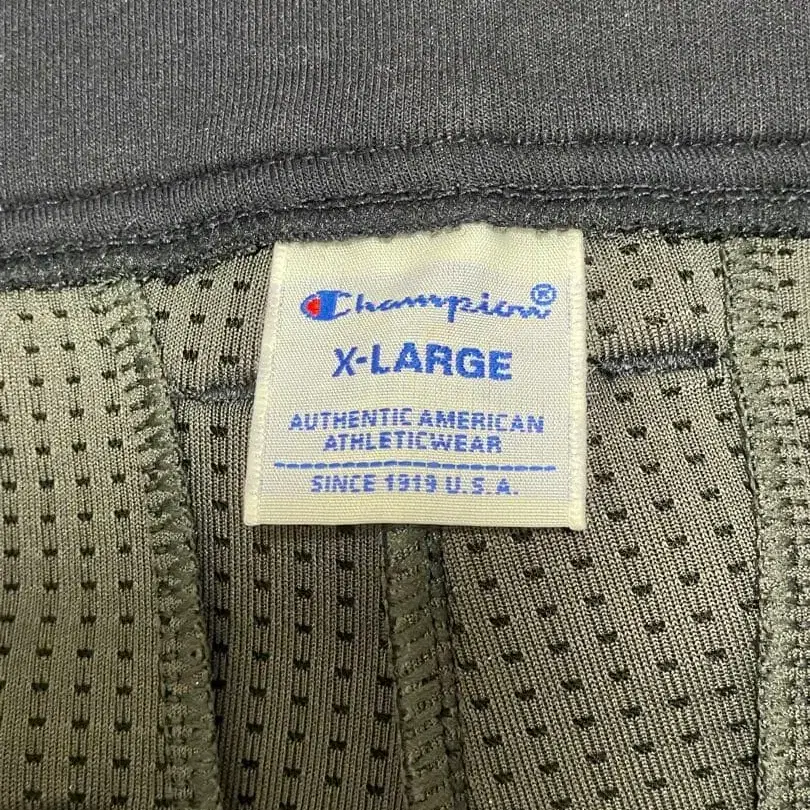 Champion®
X-LARGE
AUTHENTIC AMERICAN
ATHLETICWEAR
SINCE 1919 U.S.A.